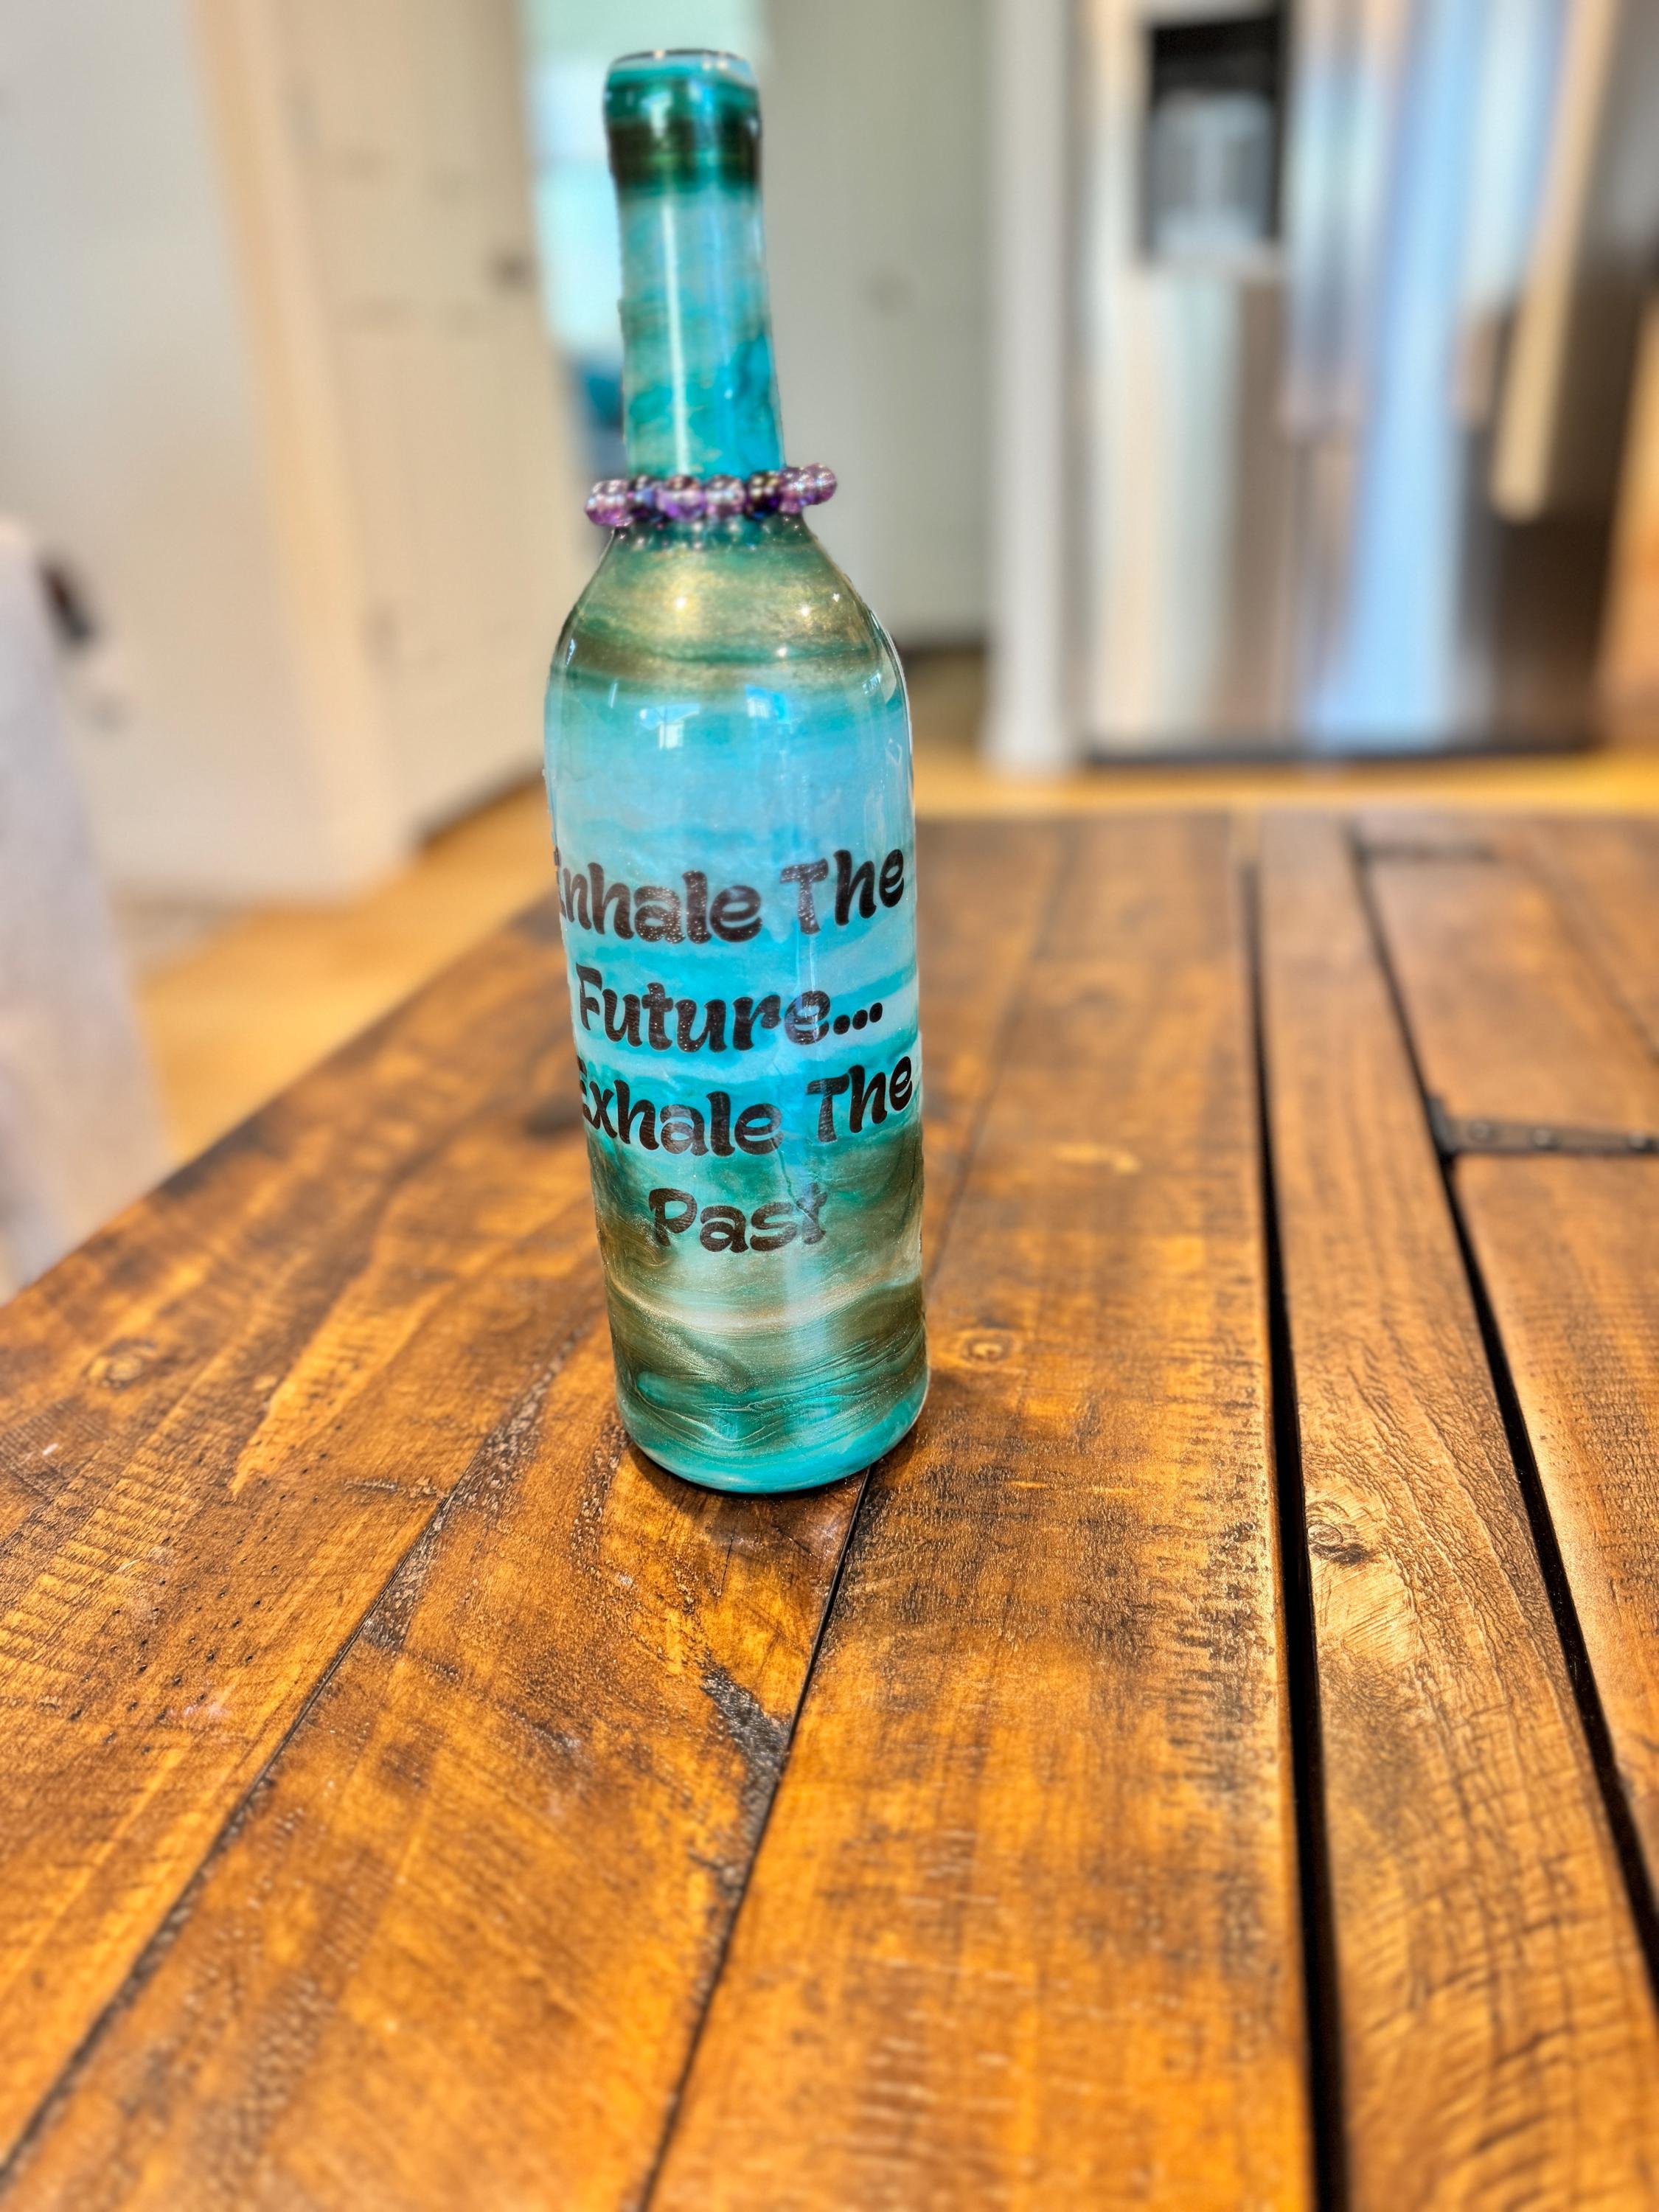 Inhale The
Future...
Exhale The
Past